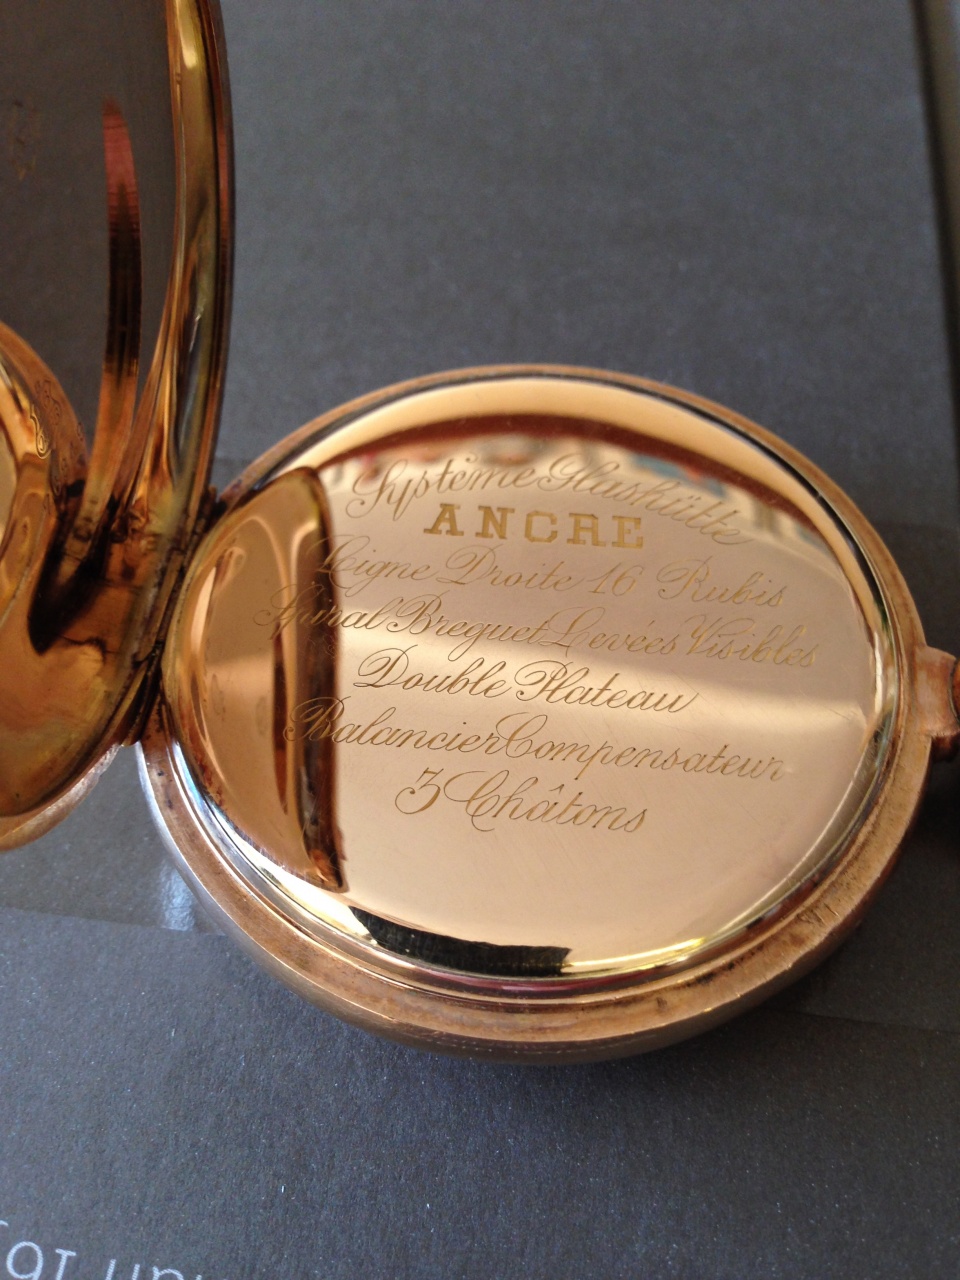 Système Glashütte
ANCRE
Ligne Droite 16 Rubis
Spiral Breguet Levées Visibles
Double Plateau
Balancier Compensateur
3 Châtons